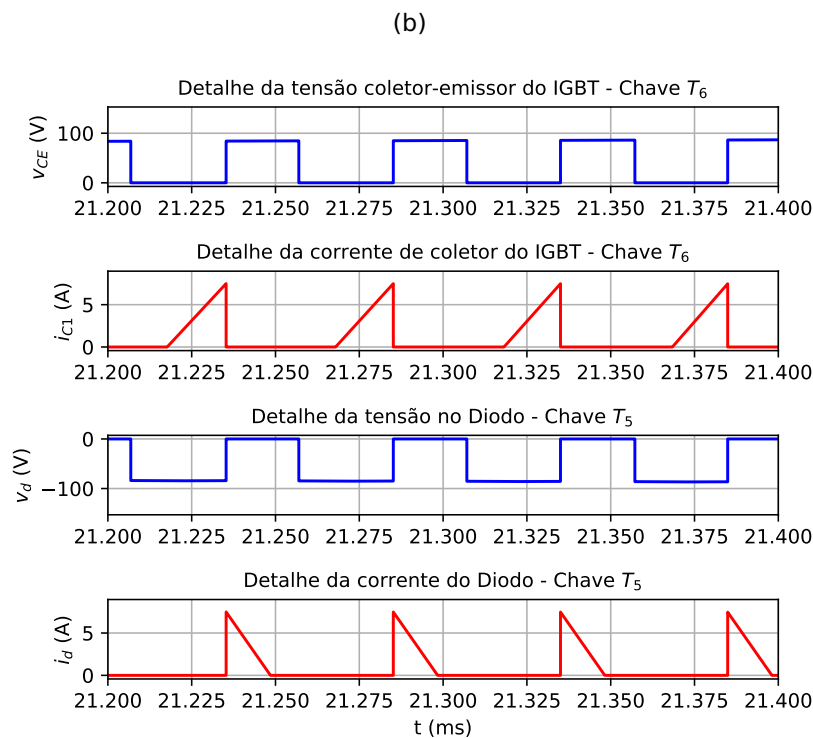 (b)
Detalhe da tensão coletor-emissor do IGBT - Chave T₆
v_CE (V)
100
0
21.200 21.225 21.250 21.275 21.300 21.325 21.350 21.375 21.400
Detalhe da corrente de coletor do IGBT - Chave T₆
i_C1 (A)
5
0
21.200 21.225 21.250 21.275 21.300 21.325 21.350 21.375 21.400
Detalhe da tensão no Diodo - Chave T₅
v_d (V)
0
−100
21.200 21.225 21.250 21.275 21.300 21.325 21.350 21.375 21.400
Detalhe da corrente do Diodo - Chave T₅
i_d (A)
5
0
21.200 21.225 21.250 21.275 21.300 21.325 21.350 21.375 21.400
t (ms)